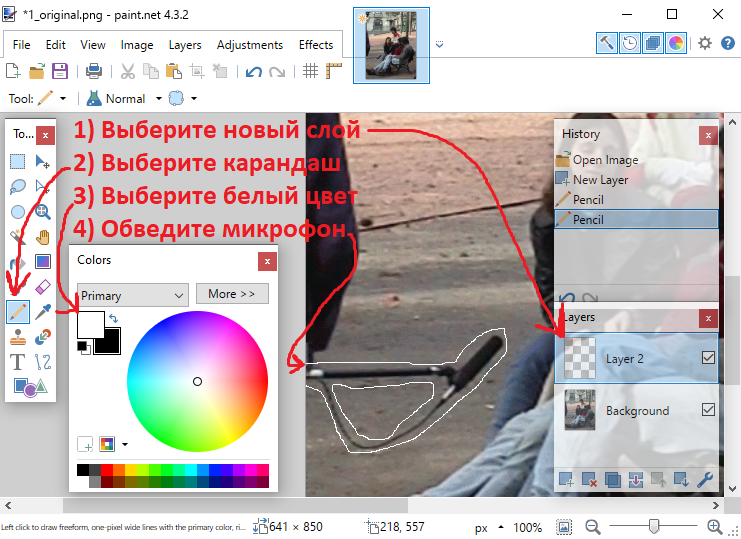 *1_original.png - paint.net 4.3.2
File Edit View Image Layers Adjustments Effects
Tool: Normal
To... x
1) Выберите новый слой
2) Выберите карандаш
3) Выберите белый цвет
4) Обведите микрофон
Colors x
Primary More >>
History x
Open Image
New Layer
Pencil
Pencil
Layers x
Layer 2
Background
Left click to draw freeform, one-pixel wide lines with the primary color, ri... 641 × 850 218, 557 px 100%